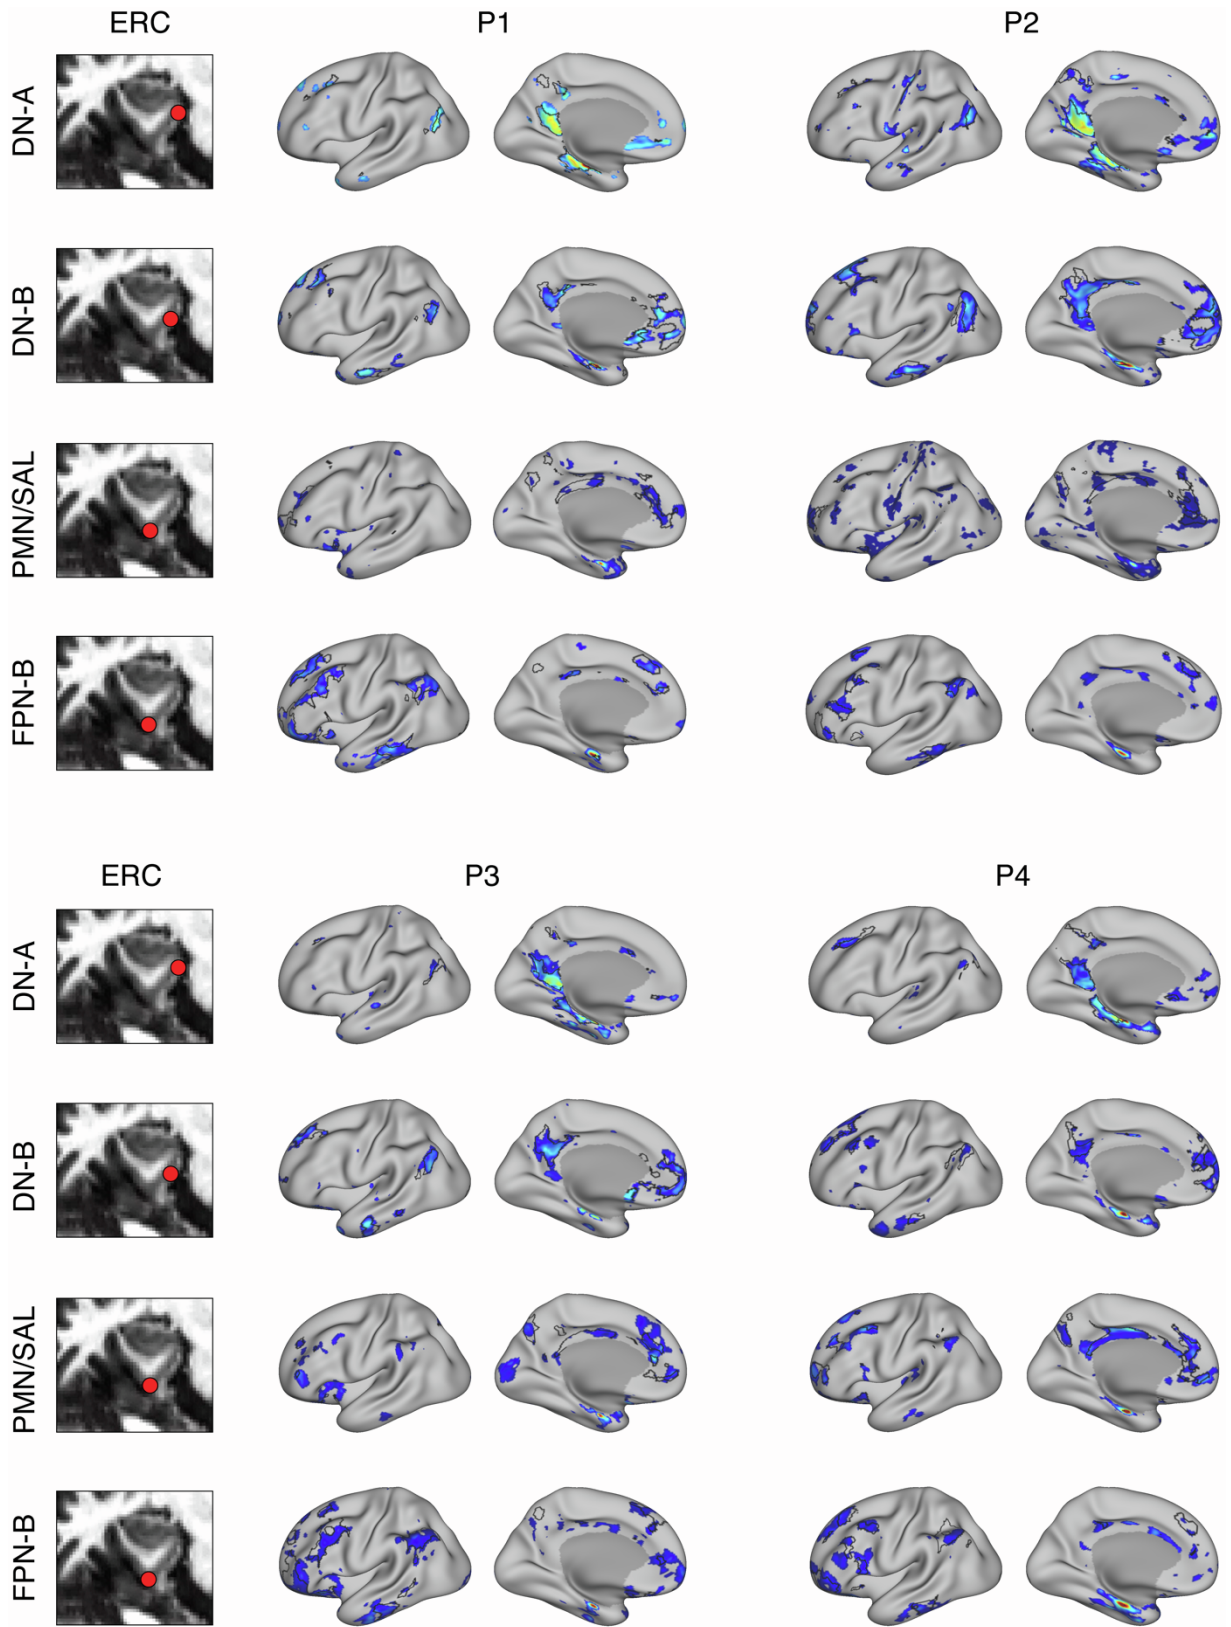 ERC P1 P2
DN-A
DN-B
PMN/SAL
FPN-B
ERC P3 P4
DN-A
DN-B
PMN/SAL
FPN-B